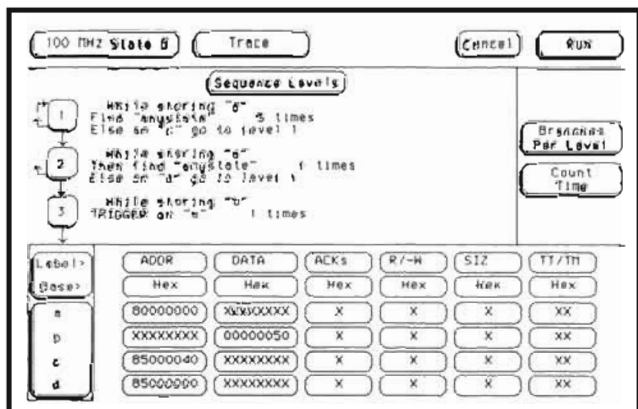 100 MHz State B Trace Cancel Run
Sequence Levels
1 While storing
Find "anystate" 5 times
Else on "c" go to level 1
2 While storing
Then find "anystate" 1 times
Else on "d" go to level
3 While storing "b"
TRIGGER on 1 times
Branches
Per Level
Count
Time
Label> ADDR DATA ACKs R/-W SIZ TT/TM
Base> Hex Hex Hex Hex Hex Hex
a 80000000 XXXXXXXX X X X XX
b XXXXXXXX 00000050 X X X XX
c 85000040 XXXXXXXX X X X XX
d 85000000 XXXXXXXX X X X XX